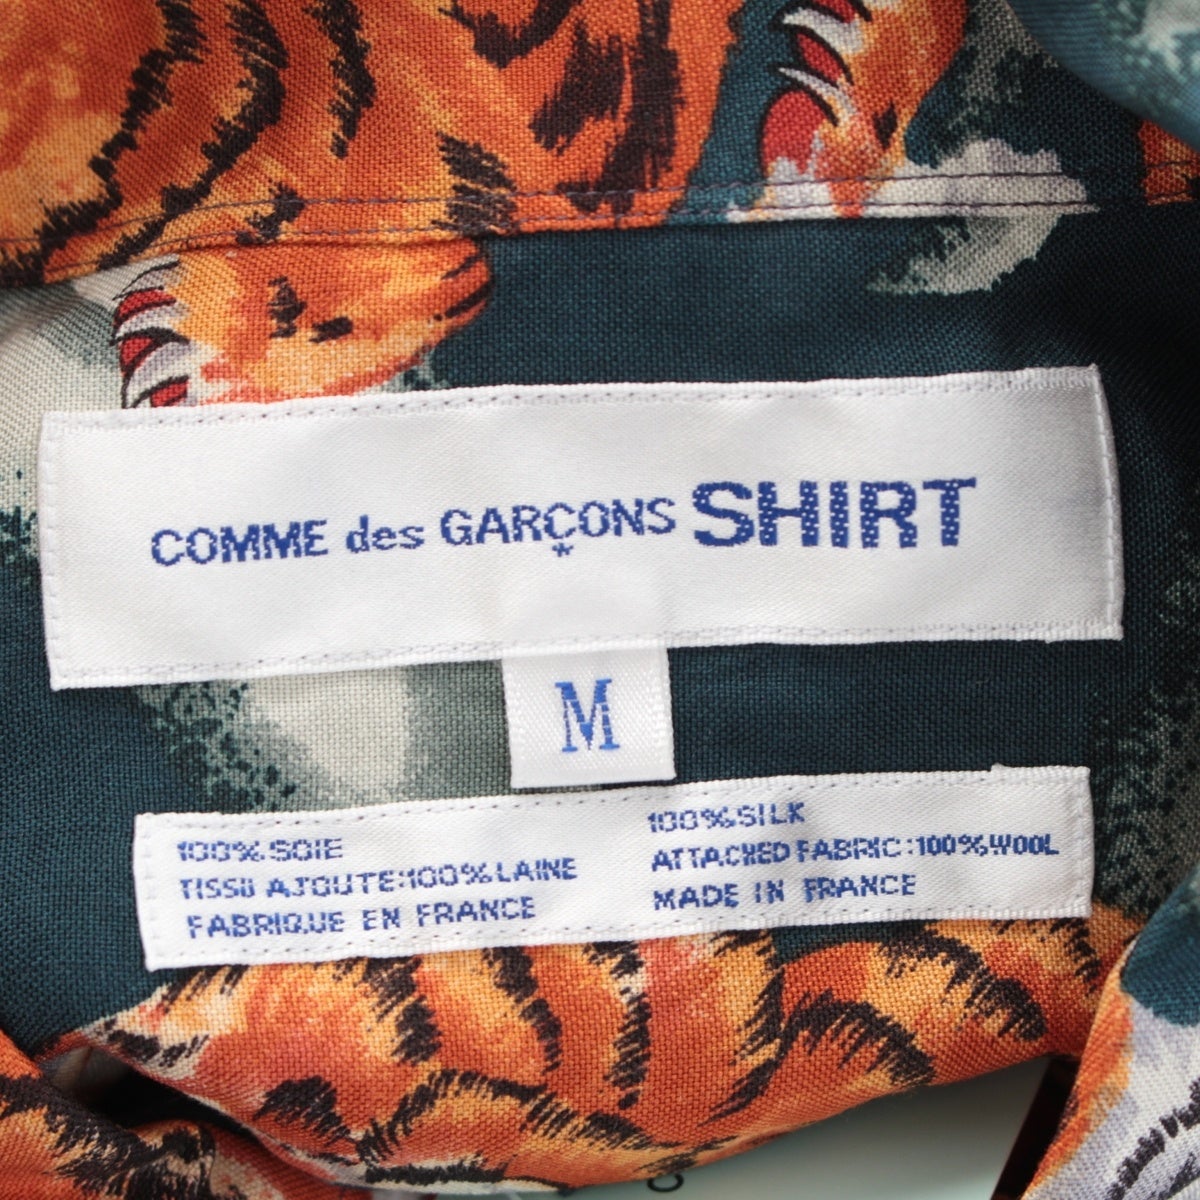 COMME des GARÇONS SHIRT
M
100%SOIE
TISSU AJOUTE:100%LAINE
FABRIQUE EN FRANCE
100%SILK
ATTACHED FABRIC:100%WOOL
MADE IN FRANCE